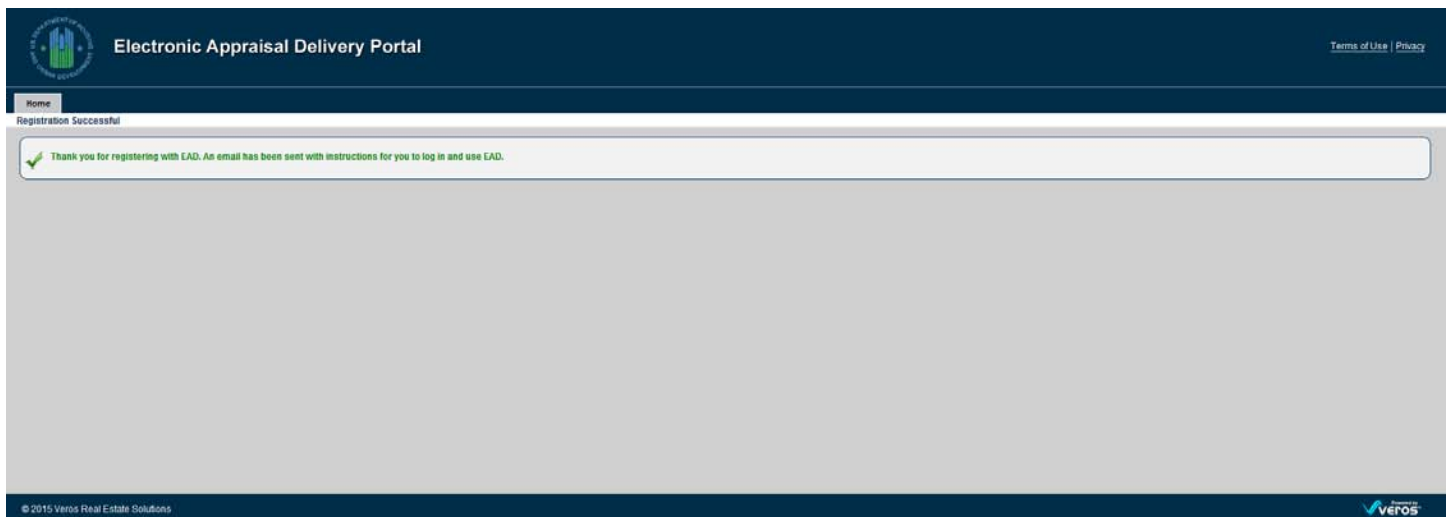 Electronic Appraisal Delivery Portal
Terms of Use | Privacy
Home
Registration Successful
Thank you for registering with EAD. An email has been sent with instructions for you to log in and use EAD.
© 2015 Veros Real Estate Solutions
Powered by
veros